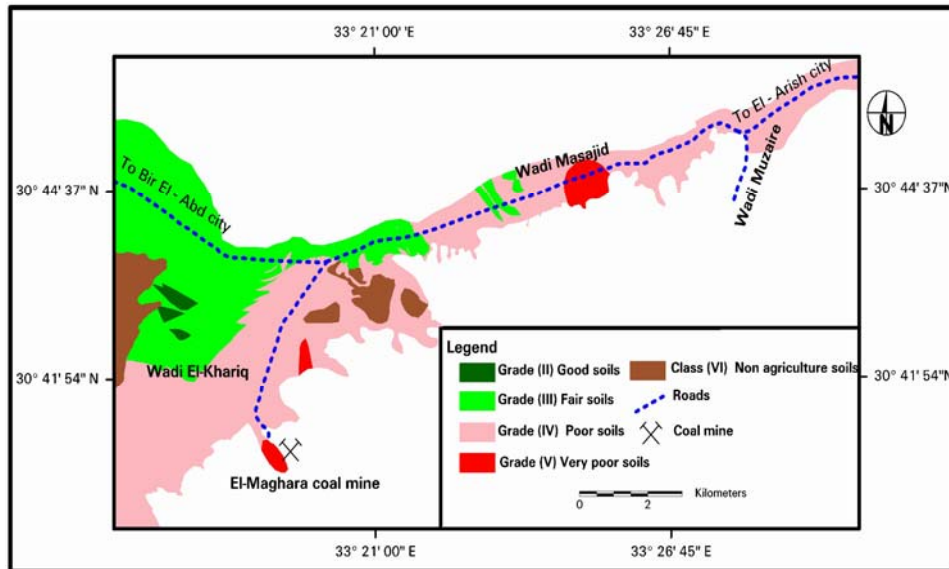 33° 21' 00" E
33° 26' 45" E
To El - Arish city
N
Wadi Masajid
Wadi Muzaire
30° 44' 37" N
30° 44' 37" N
To Bir El-Abd city
Wadi El-Khariq
30° 41' 54" N
30° 41' 54" N
El-Maghara coal mine
Legend
Grade (II) Good soils
Class (VI) Non agriculture soils
Grade (III) Fair soils
Roads
Grade (IV) Poor soils
Coal mine
Grade (V) Very poor soils
Kilometers
0 2
33° 21' 00" E
33° 26' 45" E